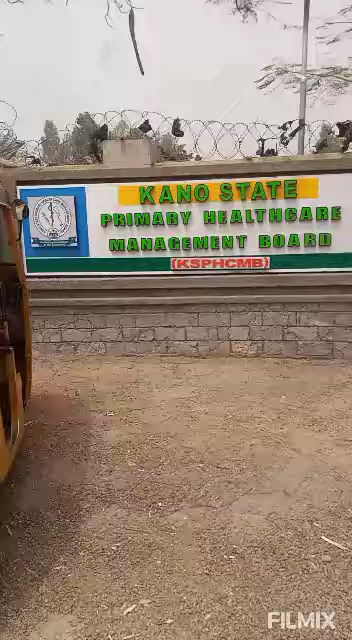 KANO STATE
PRIMARY HEALTHCARE
MANAGEMENT BOARD
(KSPHCMB)
FILMIX